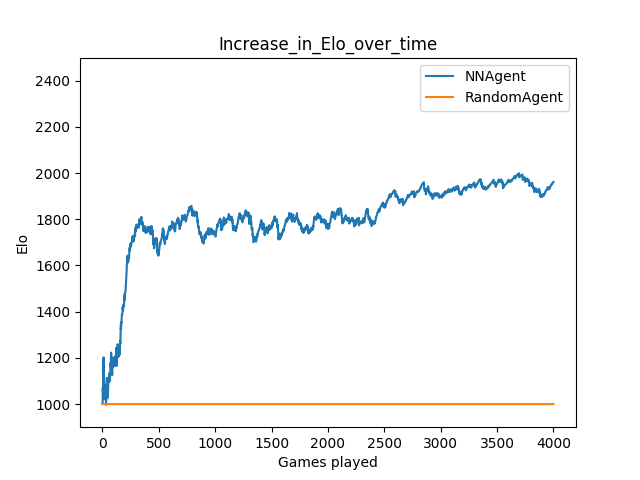 Increase_in_Elo_over_time
NNAgent
RandomAgent
2400
2200
2000
1800
1600
1400
1200
1000
Elo
0 500 1000 1500 2000 2500 3000 3500 4000
Games played